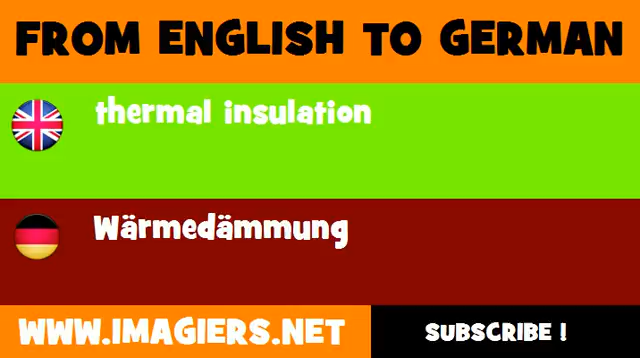 FROM ENGLISH TO GERMAN
thermal insulation
Wärmedämmung
WWW.IMAGIERS.NET
SUBSCRIBE !